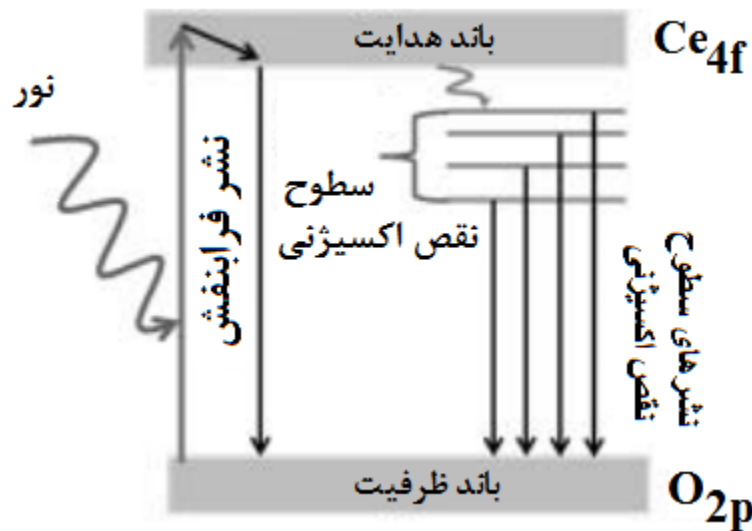 باند هدایت
Ce4f
نور
نشر فرابنفش
سطوح
نقص اکسیژنی
نشرهای سطوح
نقص اکسیژنی
باند ظرفیت
O2p